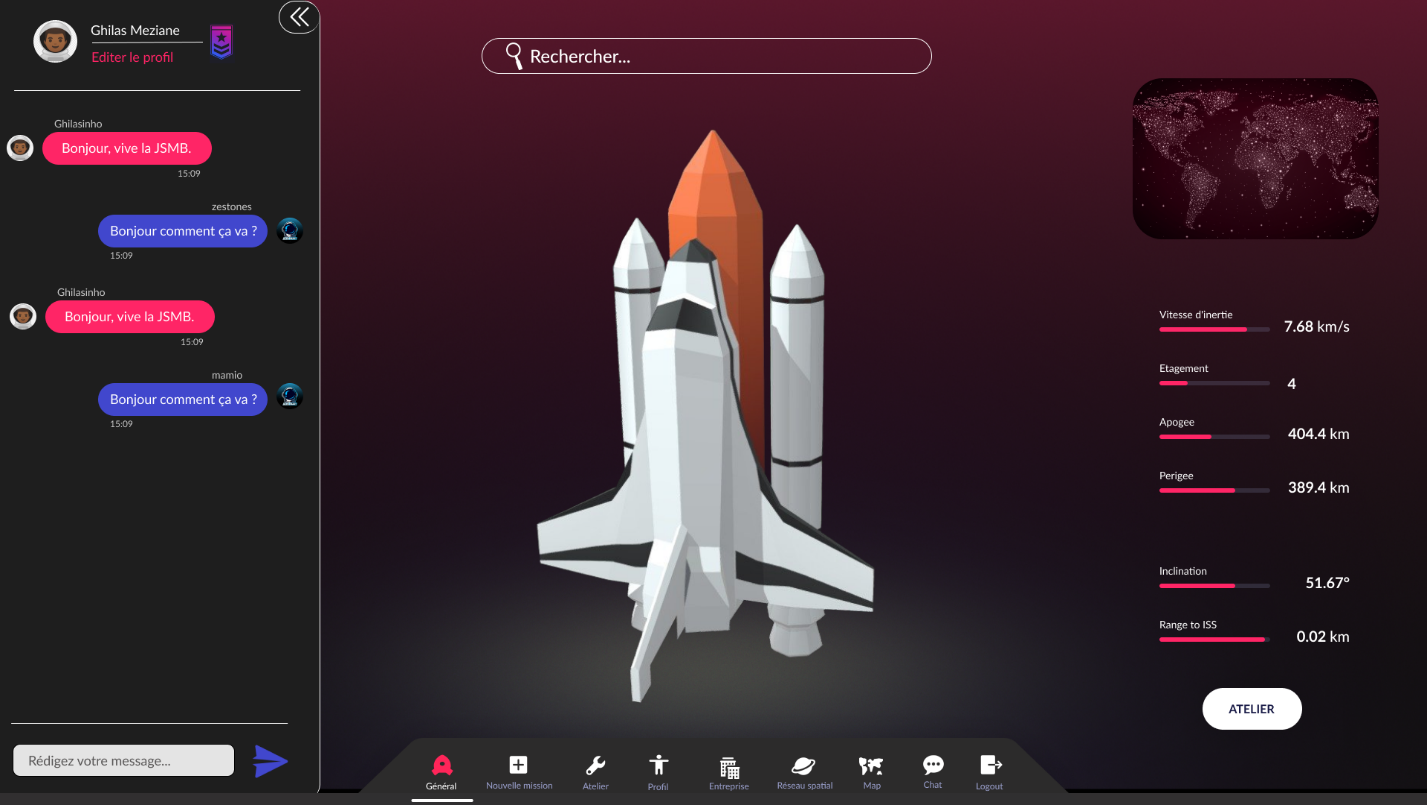 Ghilas Meziane
Editer le profil
Ghilasinho
Bonjour, vive la JSMB.
15:09
zestones
Bonjour comment ça va ?
15:09
Ghilasinho
Bonjour, vive la JSMB.
15:09
mamio
Bonjour comment ça va ?
15:09
Rédigez votre message...
Rechercher...
Vitesse d'inertie
7.68 km/s
Etagement
4
Apogee
404.4 km
Perigee
389.4 km
Inclination
51.67°
Range to ISS
0.02 km
ATELIER
Général
Nouvelle mission
Atelier
Profil
Entreprise
Réseau spatial
Map
Chat
Logout